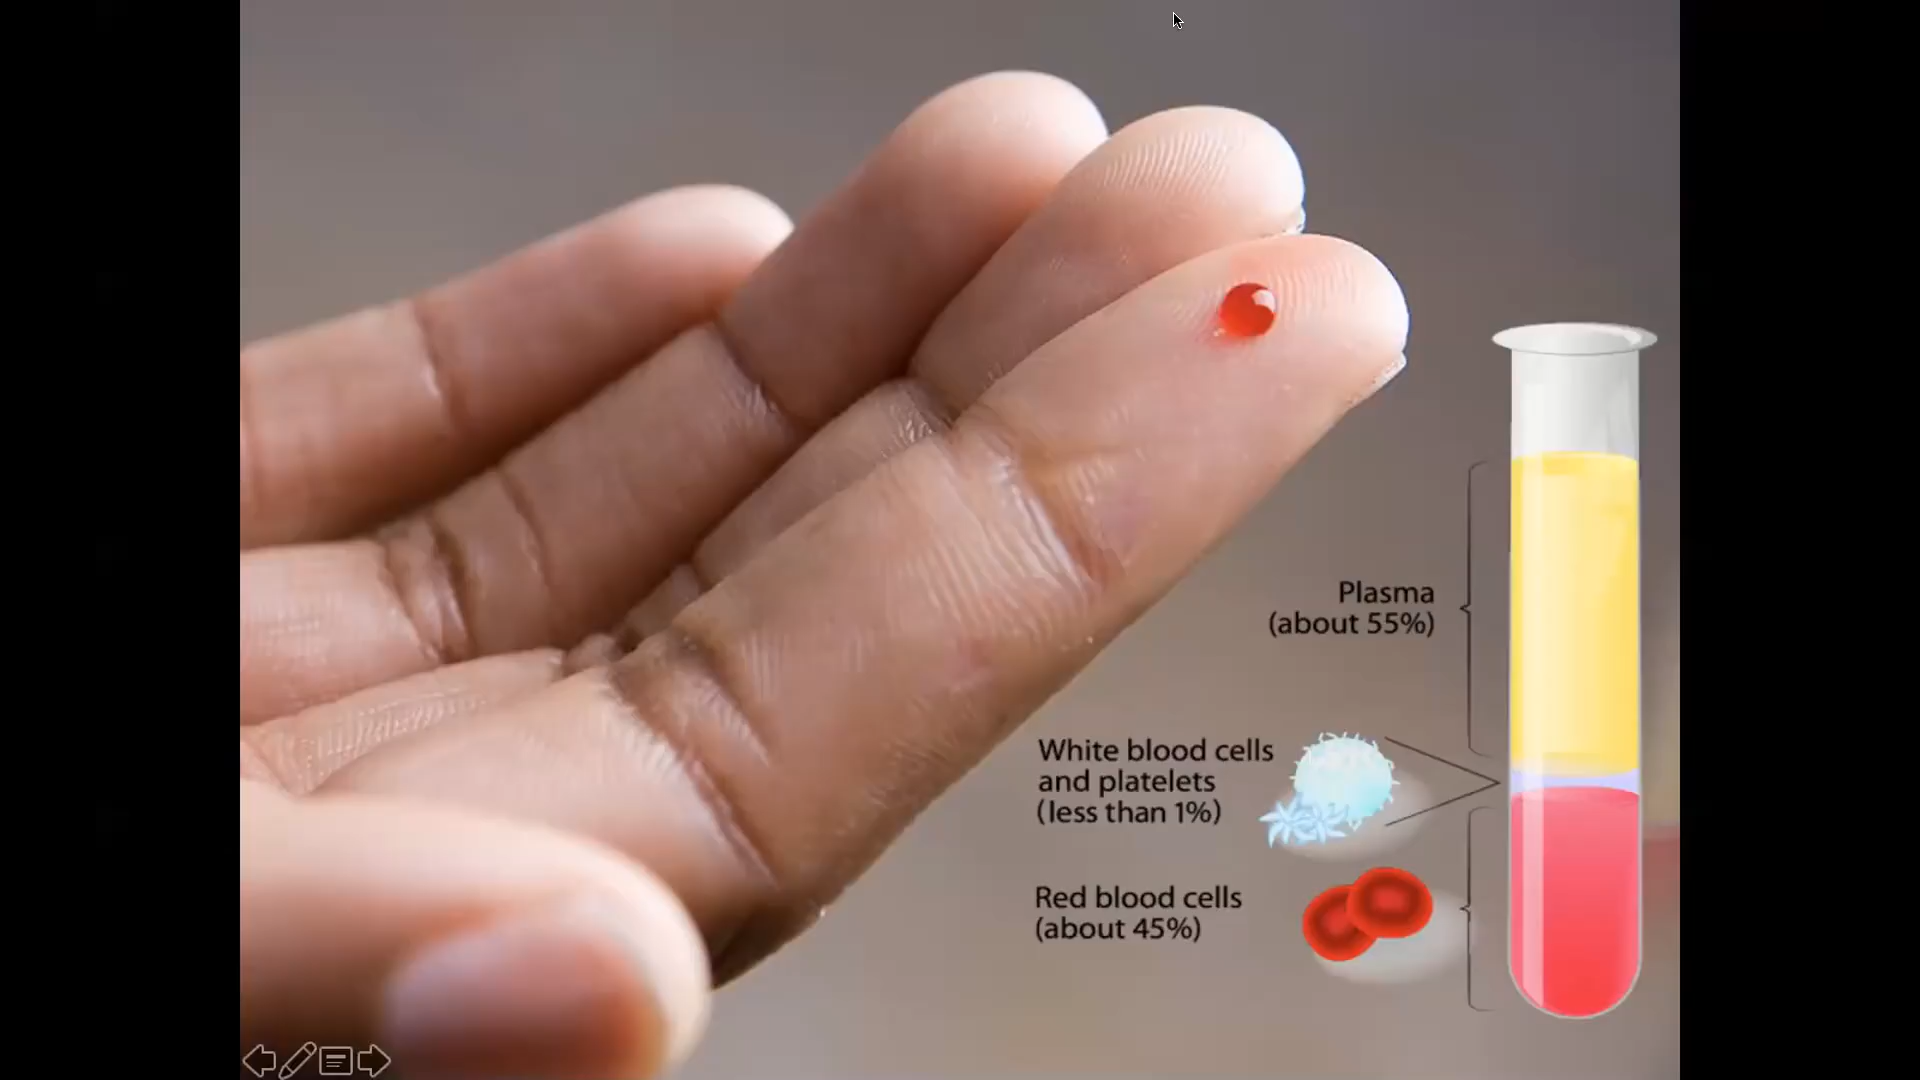 Plasma
(about 55%)
White blood cells
and platelets
(less than 1%)
Red blood cells
(about 45%)